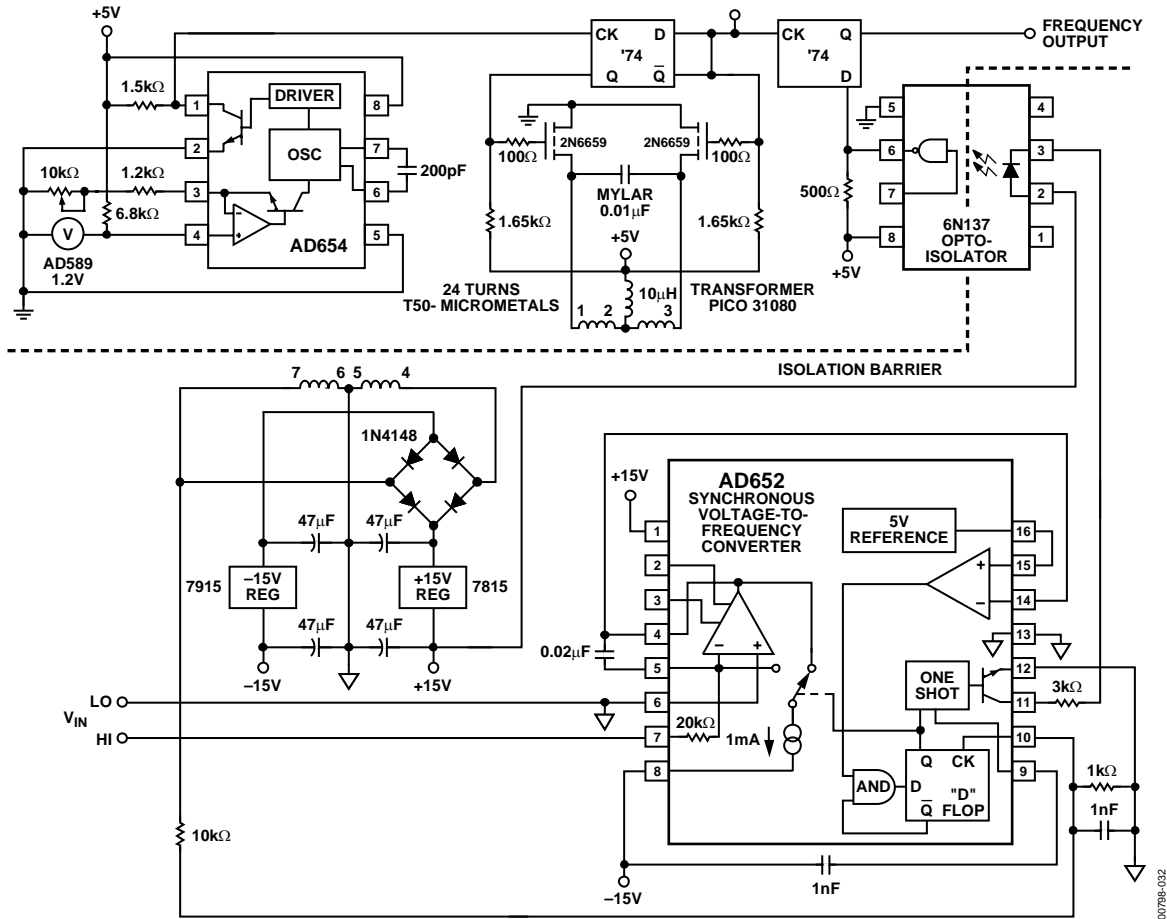 +5V
CK
D
'74
Q
Q
CK
Q
'74
D
FREQUENCY
OUTPUT
1.5kΩ
1
2
3
4
DRIVER
OSC
8
7
6
5
200pF
10kΩ
1.2kΩ
6.8kΩ
V
AD589
1.2V
AD654
2N6659
2N6659
100Ω
100Ω
MYLAR
0.01µF
1.65kΩ
1.65kΩ
+5V
10µH
24 TURNS
T50- MICROMETALS
TRANSFORMER
PICO 31080
1
2
3
500Ω
+5V
5
6
7
8
4
3
2
1
6N137
OPTO-
ISOLATOR
ISOLATION BARRIER
7
6
5
4
1N4148
47µF
47µF
7915
–15V
REG
+15V
REG
7815
47µF
47µF
–15V
+15V
LO
VIN
HI
10kΩ
+15V
AD652
SYNCHRONOUS
VOLTAGE-TO-
FREQUENCY
CONVERTER
5V
REFERENCE
1
2
3
4
5
6
7
8
16
15
14
13
12
11
10
9
+
–
–
+
0.02µF
20kΩ
1mA
ONE
SHOT
AND
Q
CK
D
"D"
Q
FLOP
3kΩ
1kΩ
1nF
–15V
1nF
00798-032